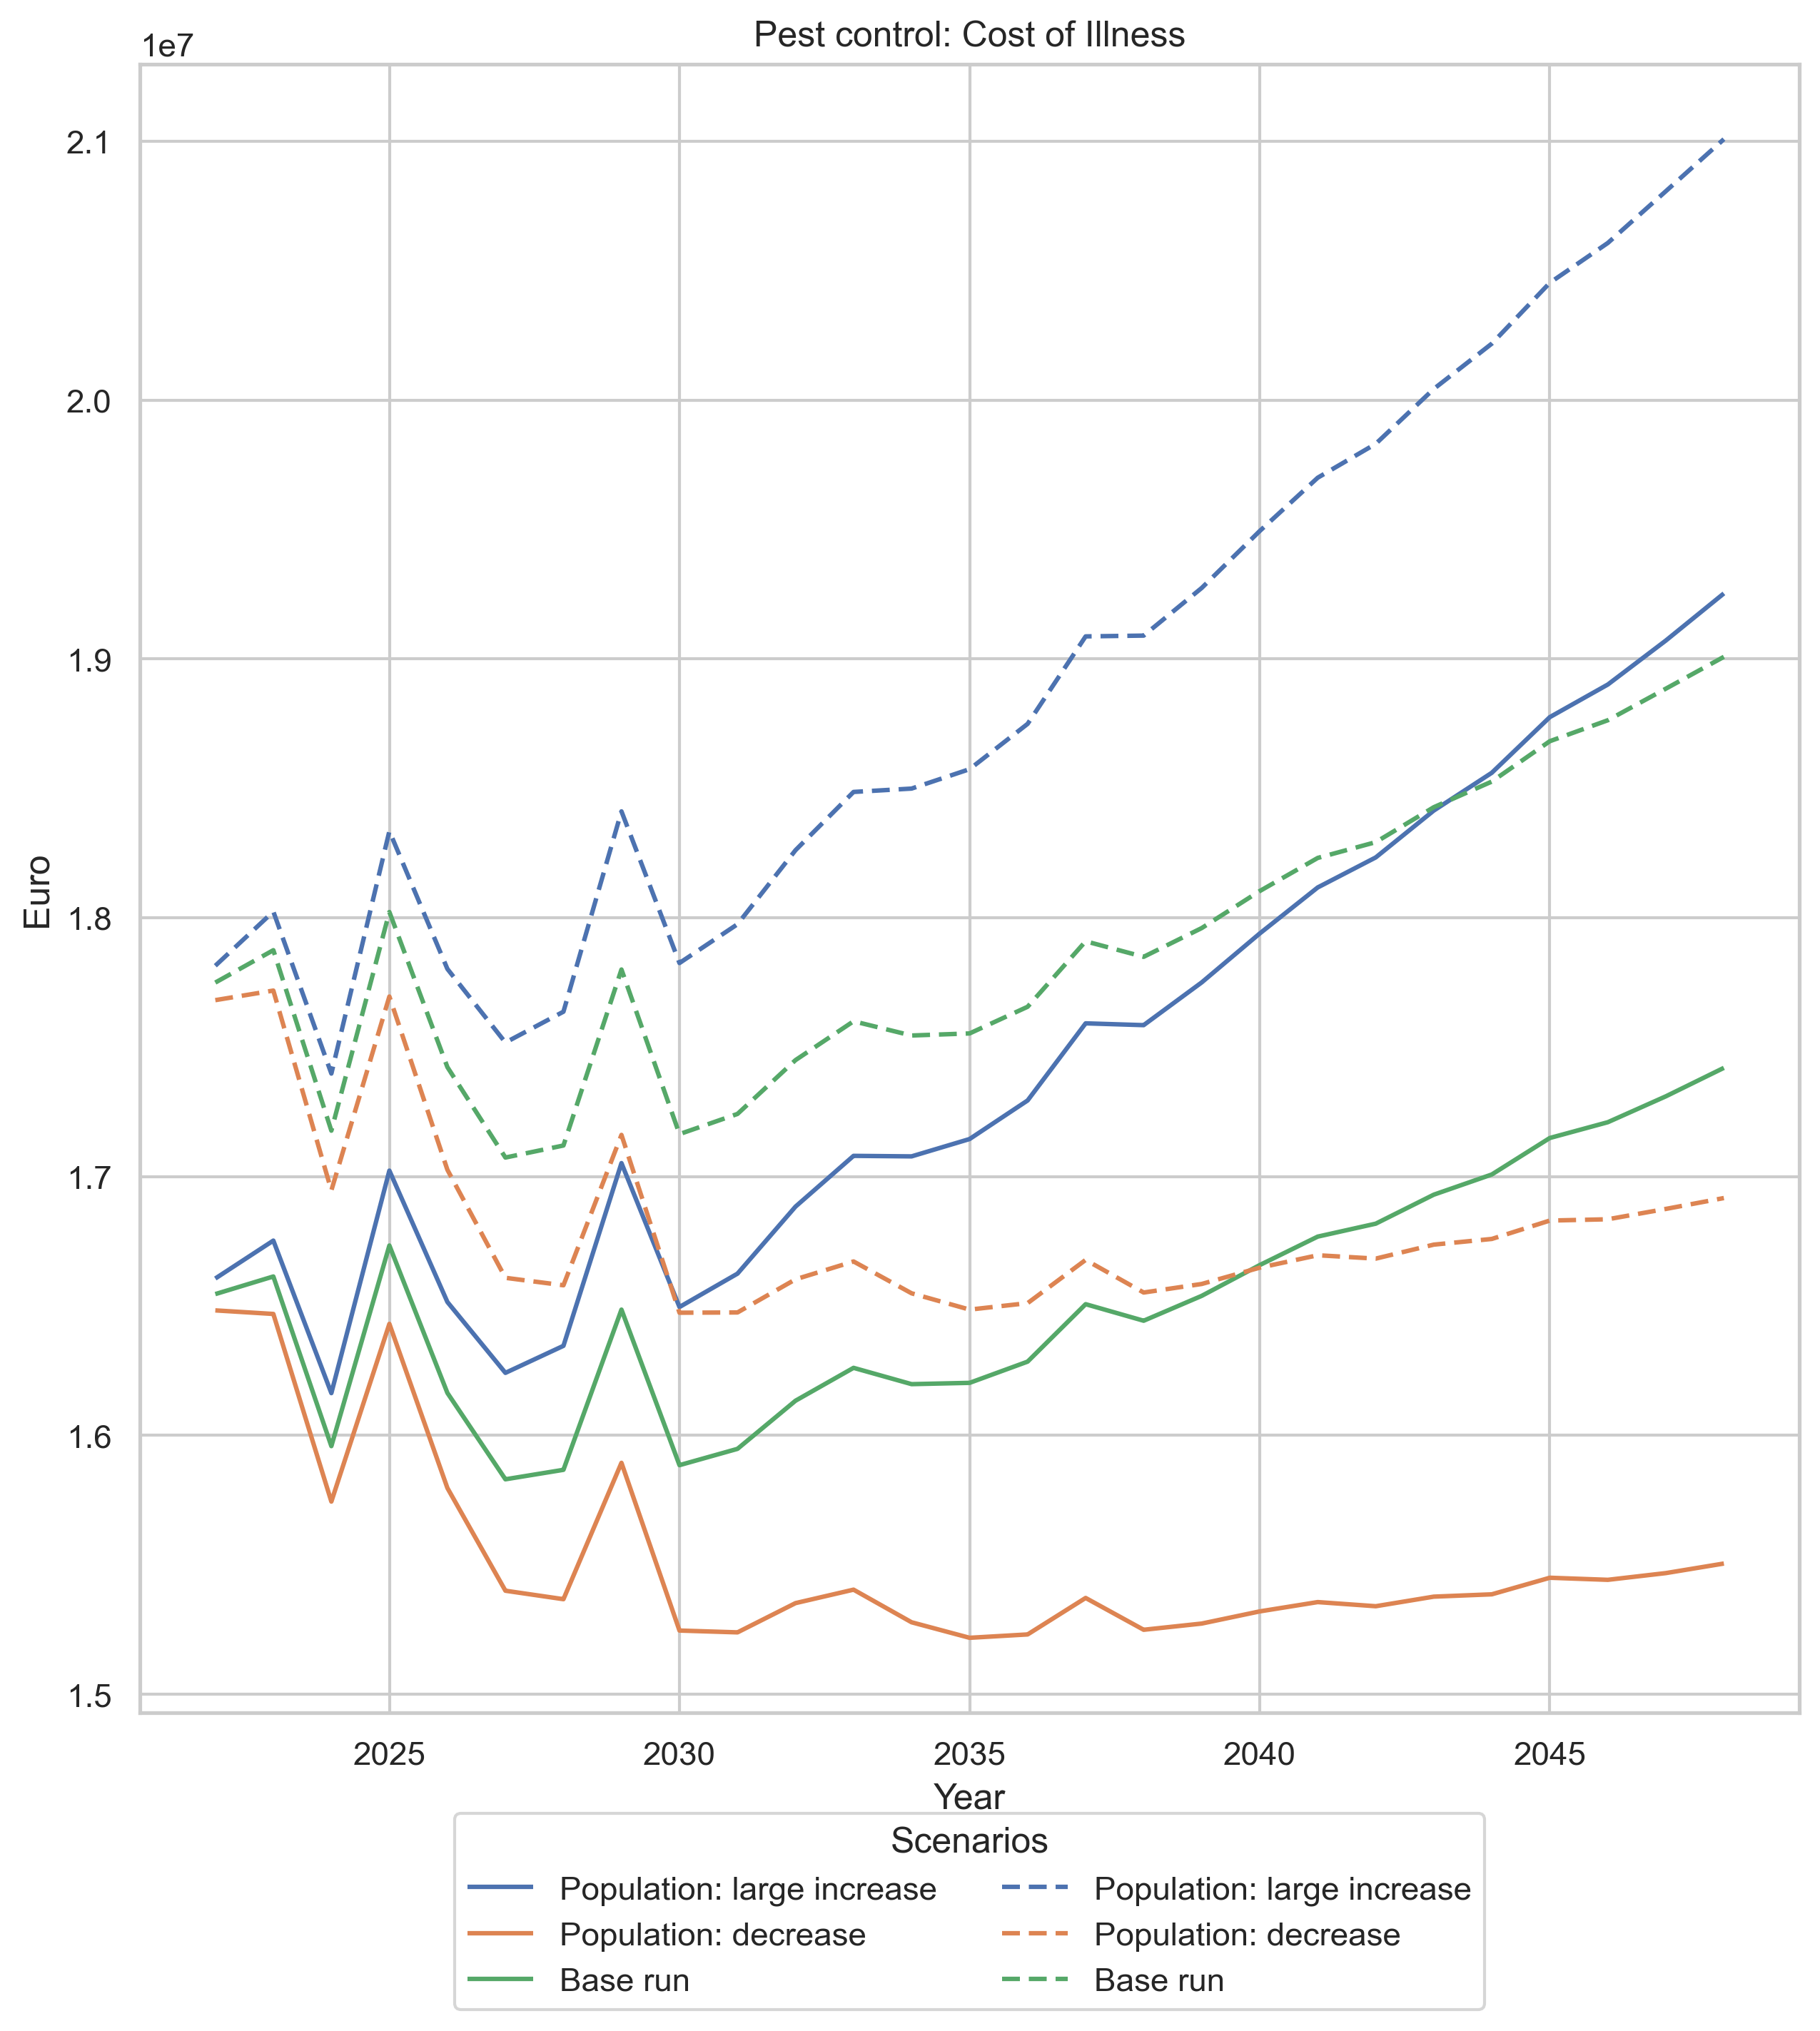 Pest control: Cost of Illness
1e7
2.1
2.0
1.9
1.8
1.7
1.6
1.5
Euro
2025 2030 2035 2040 2045
Year
Scenarios
Population: large increase Population: large increase
Population: decrease Population: decrease
Base run Base run